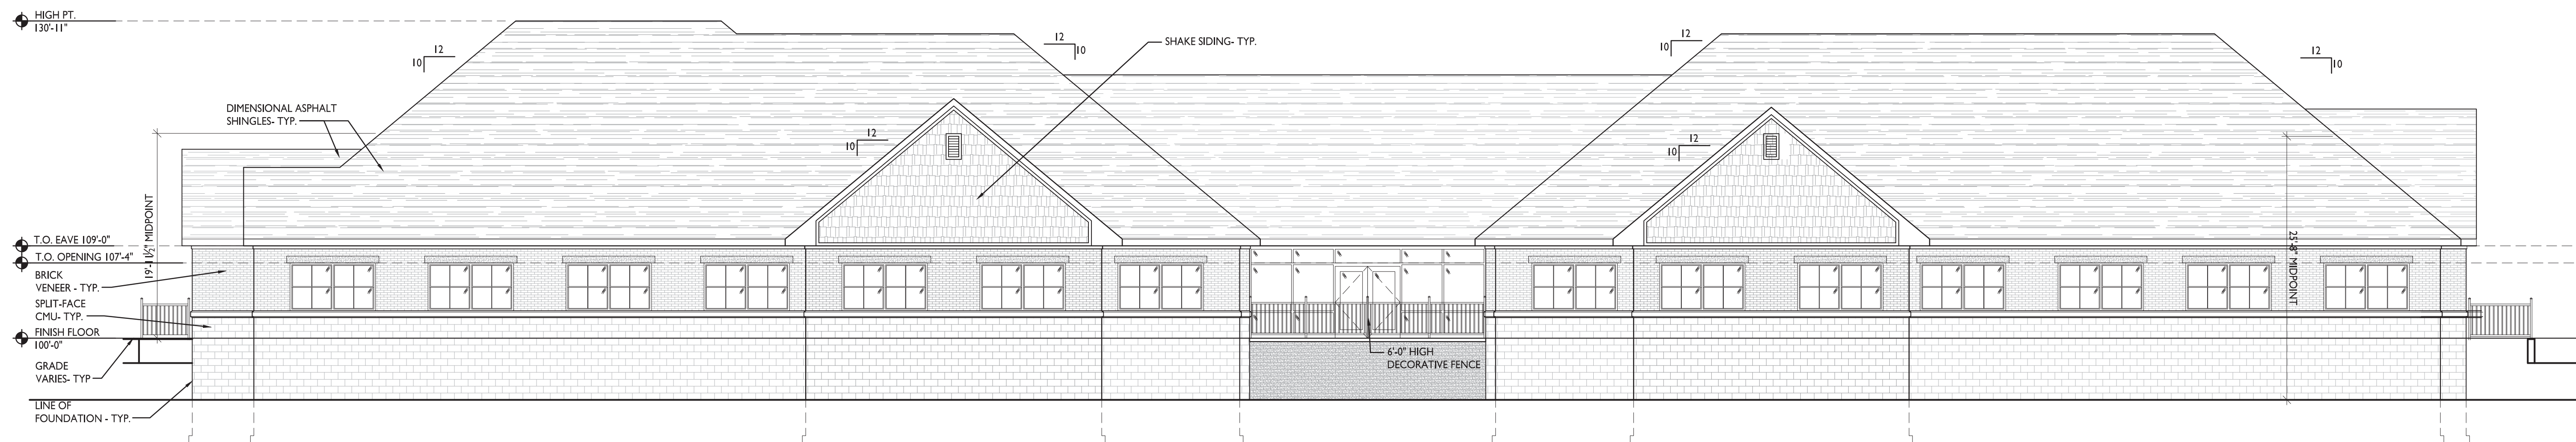 HIGH PT.
130'-11"
12
10
12
10
SHAKE SIDING- TYP.
12
10
12
10
DIMENSIONAL ASPHALT
SHINGLES- TYP.
12
10
12
10
19'-11½" MIDPOINT
25'-8" MIDPOINT
T.O. EAVE 109'-0"
T.O. OPENING 107'-4"
BRICK
VENEER - TYP.
SPLIT-FACE
CMU- TYP.
FINISH FLOOR
100'-0"
6'-0" HIGH
DECORATIVE FENCE
GRADE
VARIES- TYP
LINE OF
FOUNDATION - TYP.